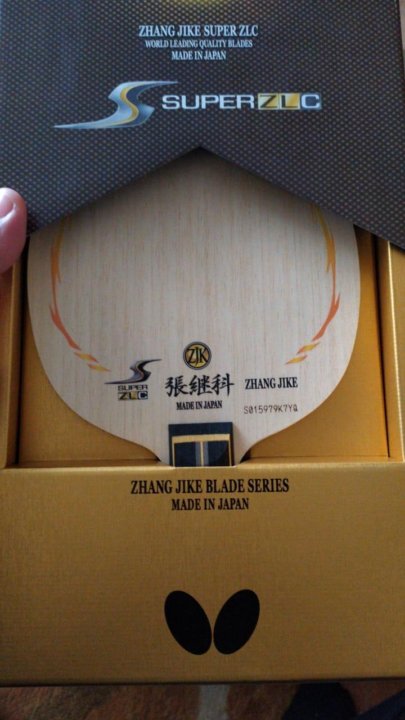 ZHANG JIKE SUPER ZLC
WORLD LEADING QUALITY BLADES
MADE IN JAPAN
SUPER ZLC
ZJK
SUPER
ZLC
張継科
MADE IN JAPAN
ZHANG JIKE
S015979K7YQ
ZHANG JIKE BLADE SERIES
MADE IN JAPAN